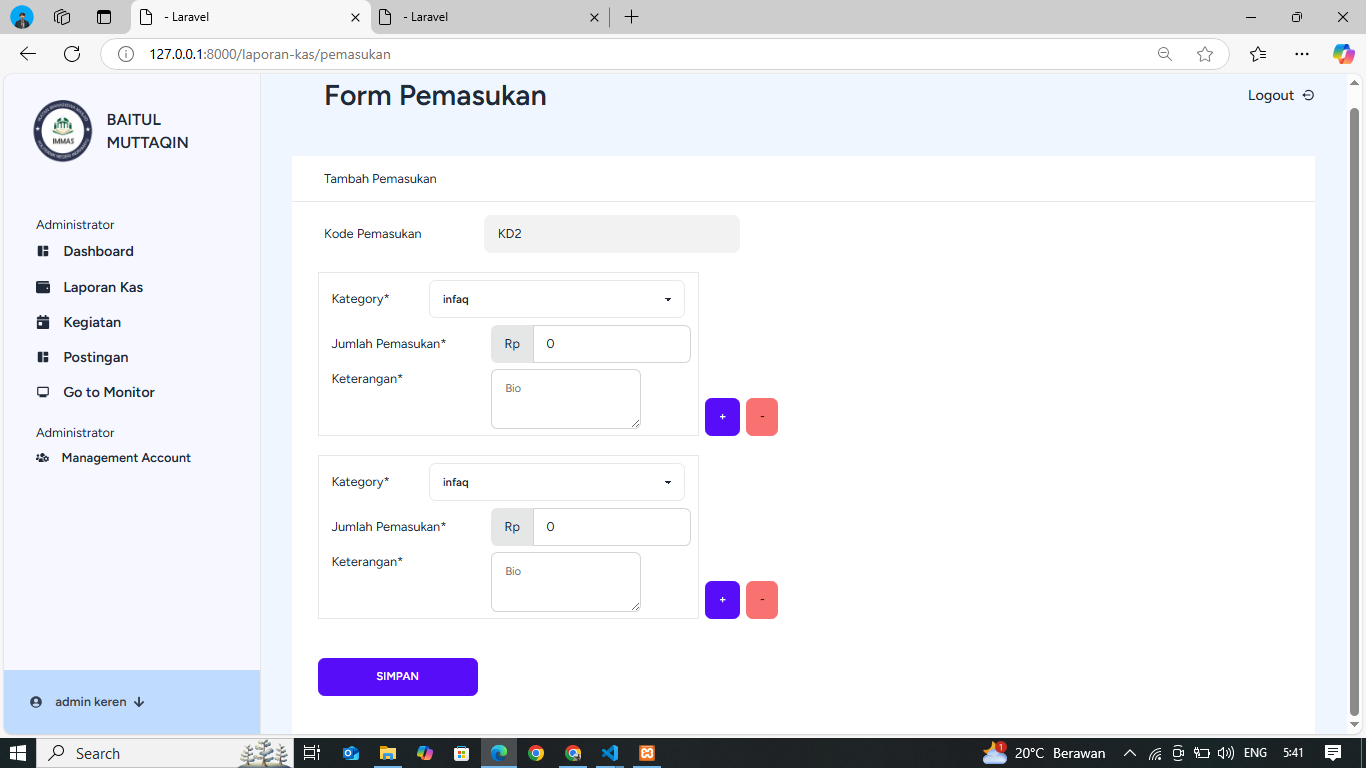 - Laravel
- Laravel
127.0.0.1:8000/laporan-kas/pemasukan
IMMAS
BAITUL
MUTTAQIN
Administrator
Dashboard
Laporan Kas
Kegiatan
Postingan
Go to Monitor
Administrator
Management Account
admin keren
Form Pemasukan
Logout
Tambah Pemasukan
Kode Pemasukan KD2
Kategory* infaq
Jumlah Pemasukan* Rp 0
Keterangan* Bio
+ -
Kategory* infaq
Jumlah Pemasukan* Rp 0
Keterangan* Bio
+ -
SIMPAN
Search
1
20°C Berawan
ENG
5:41